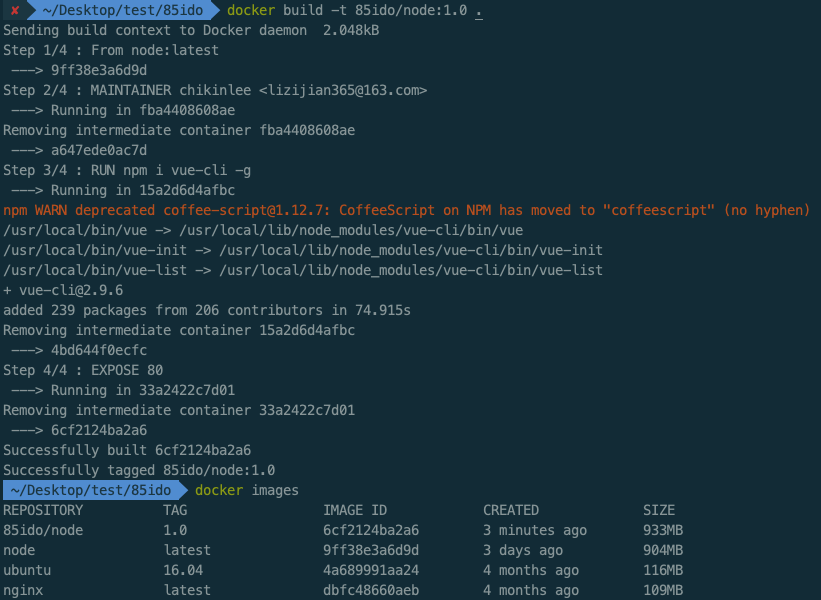 ✘ ~/Desktop/test/85ido docker build -t 85ido/node:1.0 .
Sending build context to Docker daemon 2.048kB
Step 1/4 : From node:latest
---> 9ff38e3a6d9d
Step 2/4 : MAINTAINER chikinlee <lizijian365@163.com>
---> Running in fba4408608ae
Removing intermediate container fba4408608ae
---> a647ede0ac7d
Step 3/4 : RUN npm i vue-cli -g
---> Running in 15a2d6d4afbc
npm WARN deprecated coffee-script@1.12.7: CoffeeScript on NPM has moved to "coffeescript" (no hyphen)
/usr/local/bin/vue -> /usr/local/lib/node_modules/vue-cli/bin/vue
/usr/local/bin/vue-init -> /usr/local/lib/node_modules/vue-cli/bin/vue-init
/usr/local/bin/vue-list -> /usr/local/lib/node_modules/vue-cli/bin/vue-list
+ vue-cli@2.9.6
added 239 packages from 206 contributors in 74.915s
Removing intermediate container 15a2d6d4afbc
---> 4bd644f0ecfc
Step 4/4 : EXPOSE 80
---> Running in 33a2422c7d01
Removing intermediate container 33a2422c7d01
---> 6cf2124ba2a6
Successfully built 6cf2124ba2a6
Successfully tagged 85ido/node:1.0
~/Desktop/test/85ido docker images
REPOSITORY TAG IMAGE ID CREATED SIZE
85ido/node 1.0 6cf2124ba2a6 3 minutes ago 933MB
node latest 9ff38e3a6d9d 3 days ago 904MB
ubuntu 16.04 4a689991aa24 4 months ago 116MB
nginx latest dbfc48660aeb 4 months ago 109MB